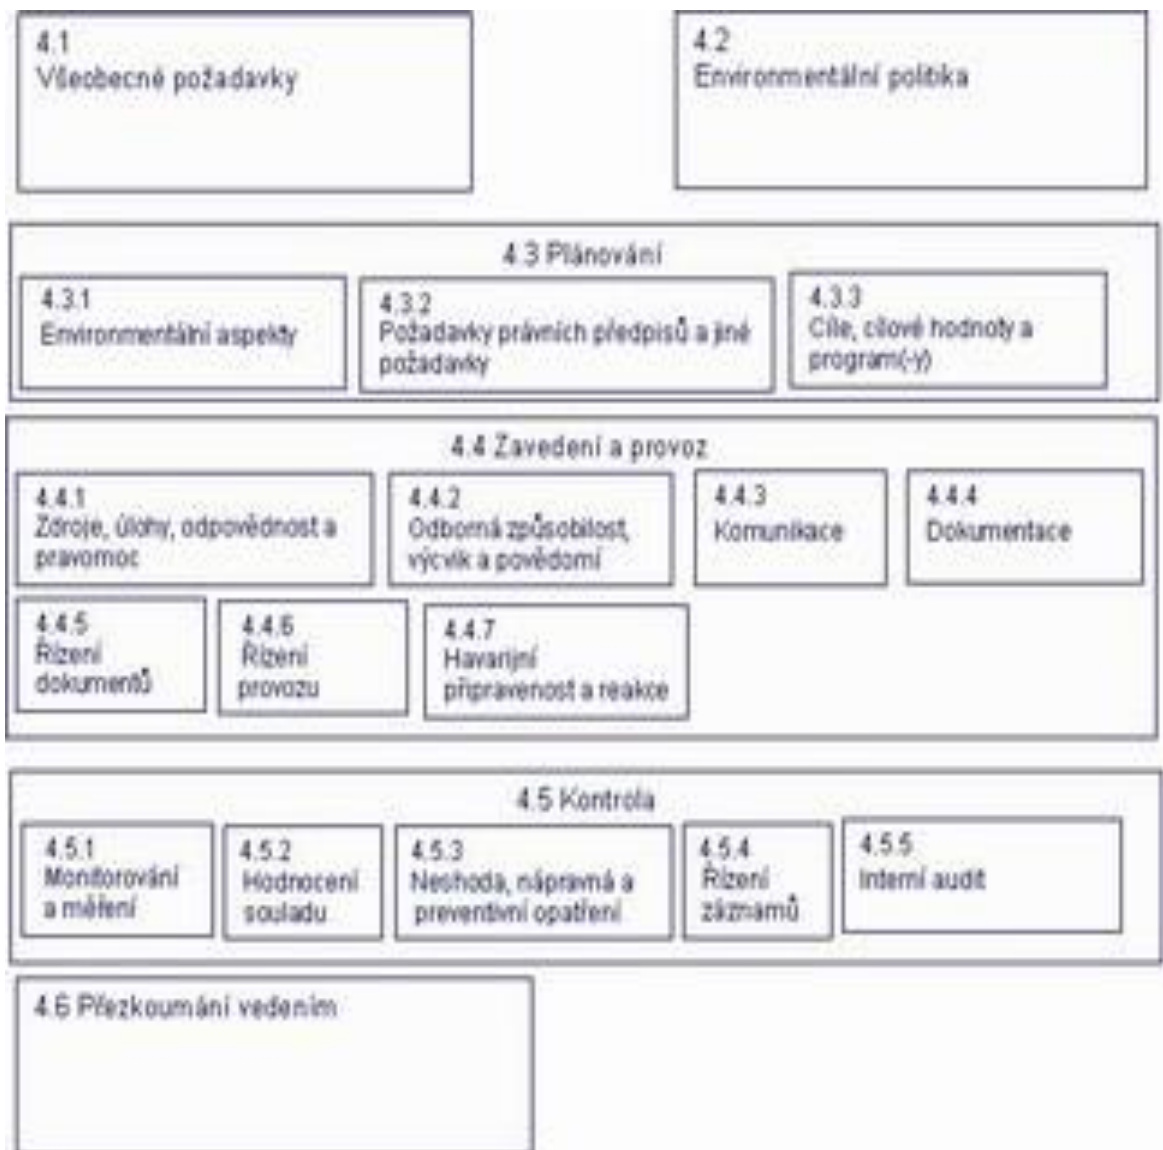 4.1
Všeobecné požadavky
4.2
Environmentální politika
4.3 Plánování
4.3.1
Environmentální aspekty
4.3.2
Požadavky právních předpisů a jiné
požadavky
4.3.3
Cíle, cílové hodnoty a
program(-y)
4.4 Zavedení a provoz
4.4.1
Zdroje, úlohy, odpovědnost a
pravomoc
4.4.2
Odborná způsobilost,
výcvik a povědomí
4.4.3
Komunikace
4.4.4
Dokumentace
4.4.5
Řízení
dokumentů
4.4.6
Řízení
provozu
4.4.7
Havarijní
připravenost a reakce
4.5 Kontrola
4.5.1
Monitorování
a měření
4.5.2
Hodnocení
souladu
4.5.3
Neshoda, nápravná a
preventivní opatření
4.5.4
Řízení
záznamů
4.5.5
Interní audit
4.6 Přezkoumání vedením